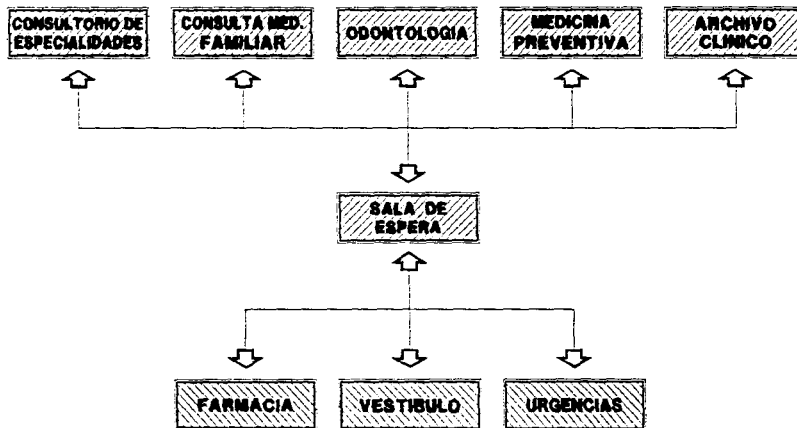 CONSULTORIO DE
ESPECIALIDADES
CONSULTA MED.
FAMILIAR
ODONTOLOGIA
MEDICINA
PREVENTIVA
ARCHIVO
CLINICO
SALA DE
ESPERA
FARMACIA
VESTIBULO
URGENCIAS